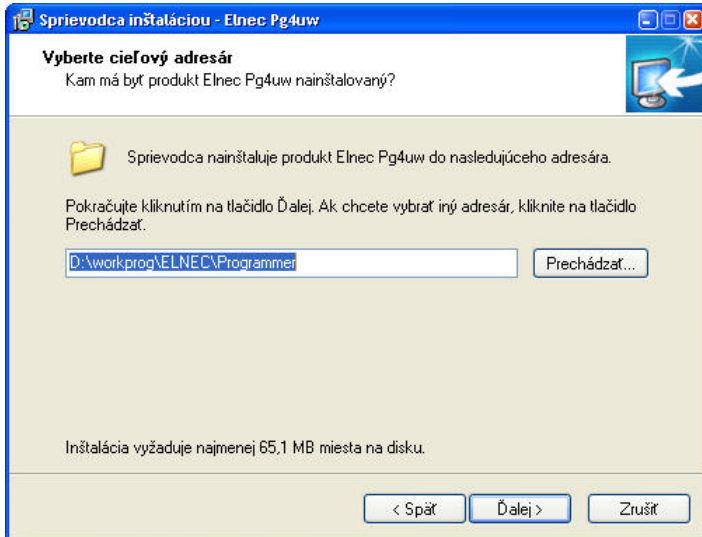 Sprievodca inštaláciou - Elnec Pg4uw
Vyberte cieľový adresár
Kam má byť produkt Elnec Pg4uw nainštalovaný?
Sprievodca nainštaluje produkt Elnec Pg4uw do nasledujúceho adresára.
Pokračujte kliknutím na tlačidlo Ďalej. Ak chcete vybrať iný adresár, kliknite na tlačidlo
Prechádzať.
D:\workprog\ELNEC\Programmer
Prechádzať...
Inštalácia vyžaduje najmenej 65,1 MB miesta na disku.
< Späť
Ďalej >
Zrušiť